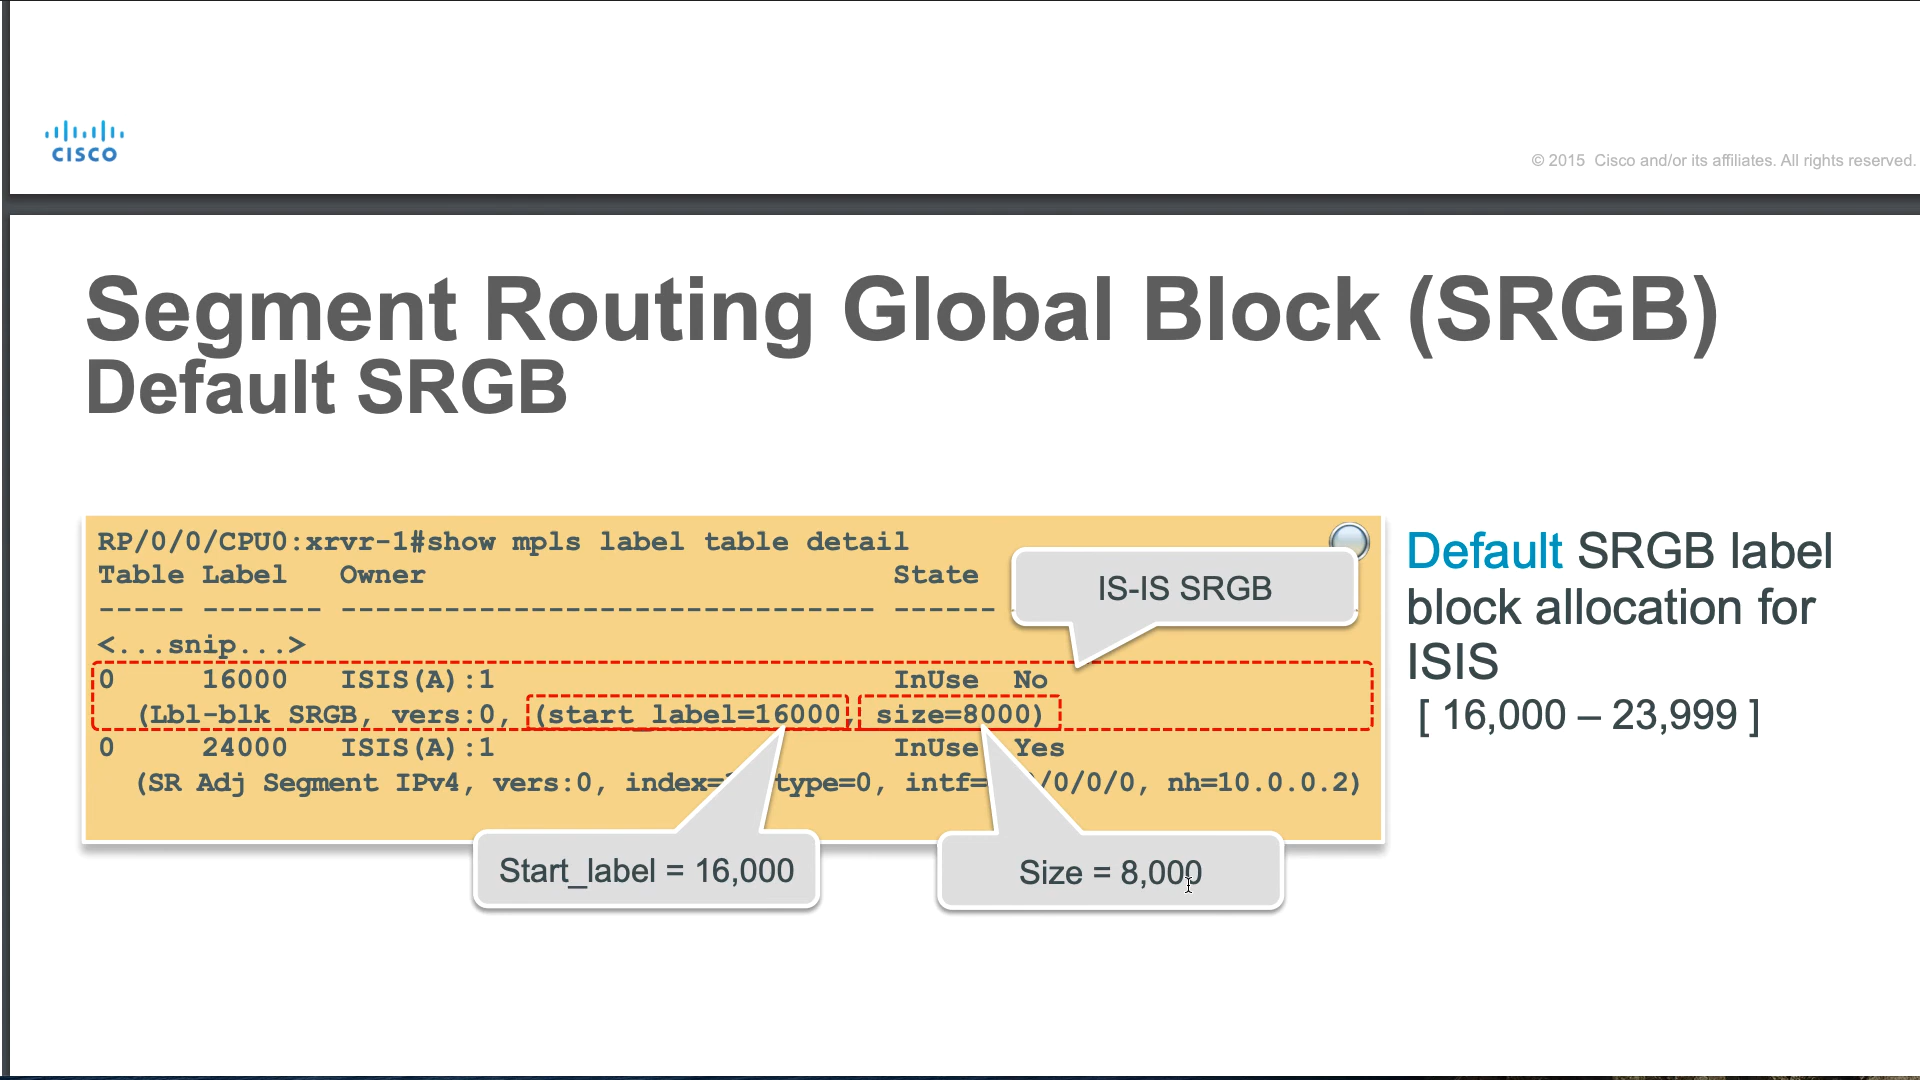 CISCO
© 2015 Cisco and/or its affiliates. All rights reserved.
Segment Routing Global Block (SRGB)
Default SRGB
RP/0/0/CPU0:xrvr-1#show mpls label table detail
Table Label Owner State
----- ------- ------------------------------- ------
IS-IS SRGB
<...snip...>
0 16000 ISIS(A):1 InUse No
(Lbl-blk SRGB, vers:0, (start_label=16000, size=8000)
0 24000 ISIS(A):1 InUse Yes
(SR Adj Segment IPv4, vers:0, index= type=0, intf= /0/0/0, nh=10.0.0.2)
Start_label = 16,000
Size = 8,000
Default SRGB label
block allocation for
ISIS
[ 16,000 – 23,999 ]